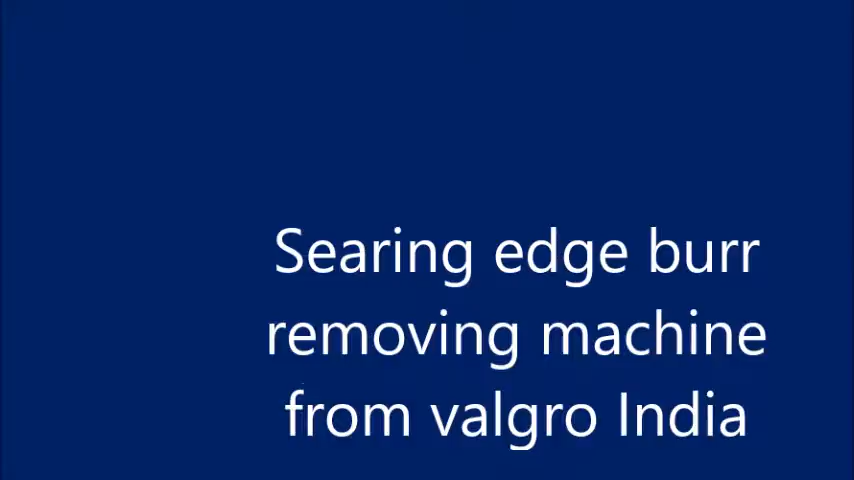 Searing edge burr
removing machine
from valgro India